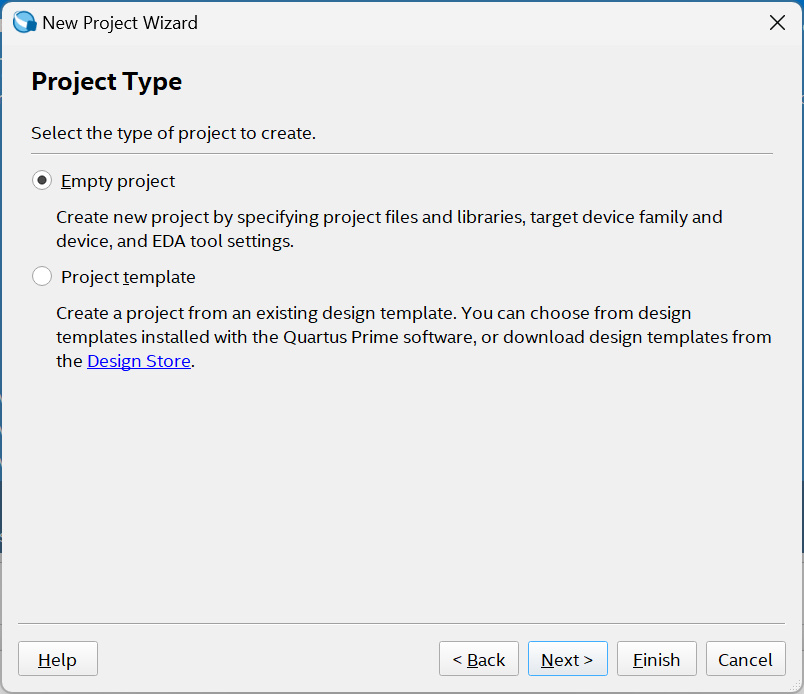 New Project Wizard
Project Type
Select the type of project to create.
Empty project
Create new project by specifying project files and libraries, target device family and
device, and EDA tool settings.
Project template
Create a project from an existing design template. You can choose from design
templates installed with the Quartus Prime software, or download design templates from
the Design Store.
Help
< Back
Next >
Finish
Cancel